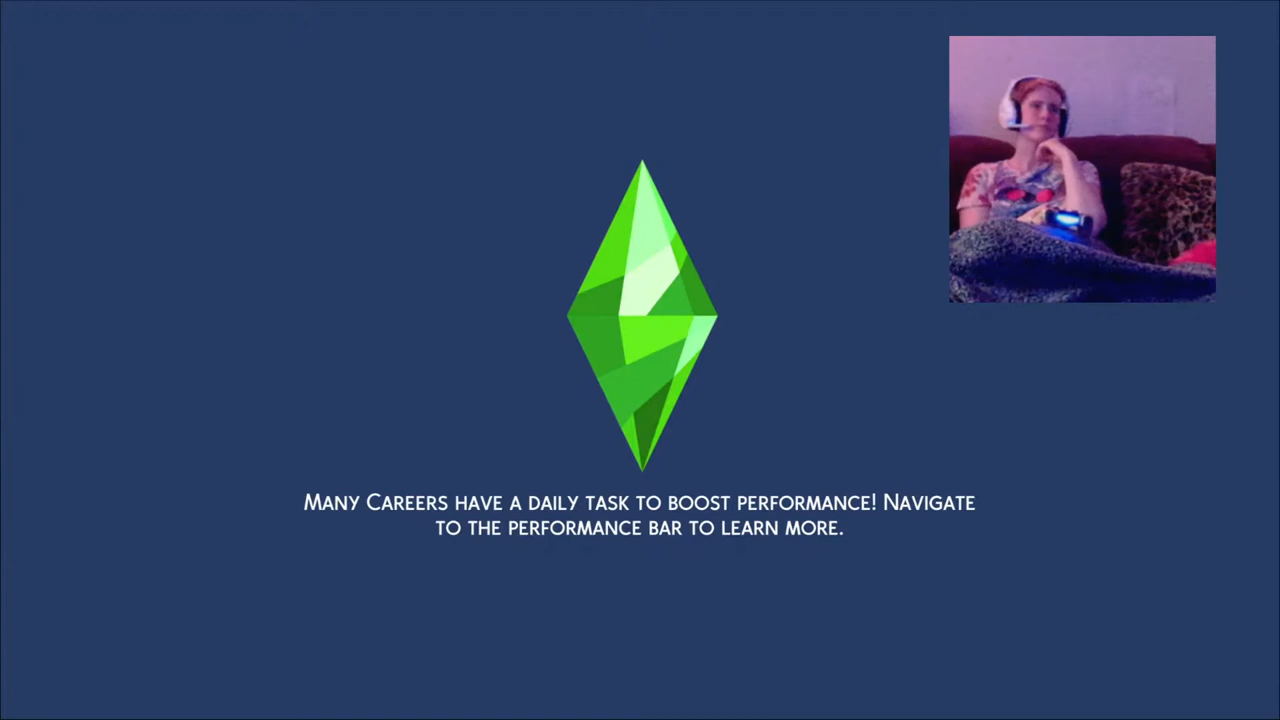 Many Careers have a daily task to boost performance! Navigate
to the performance bar to learn more.